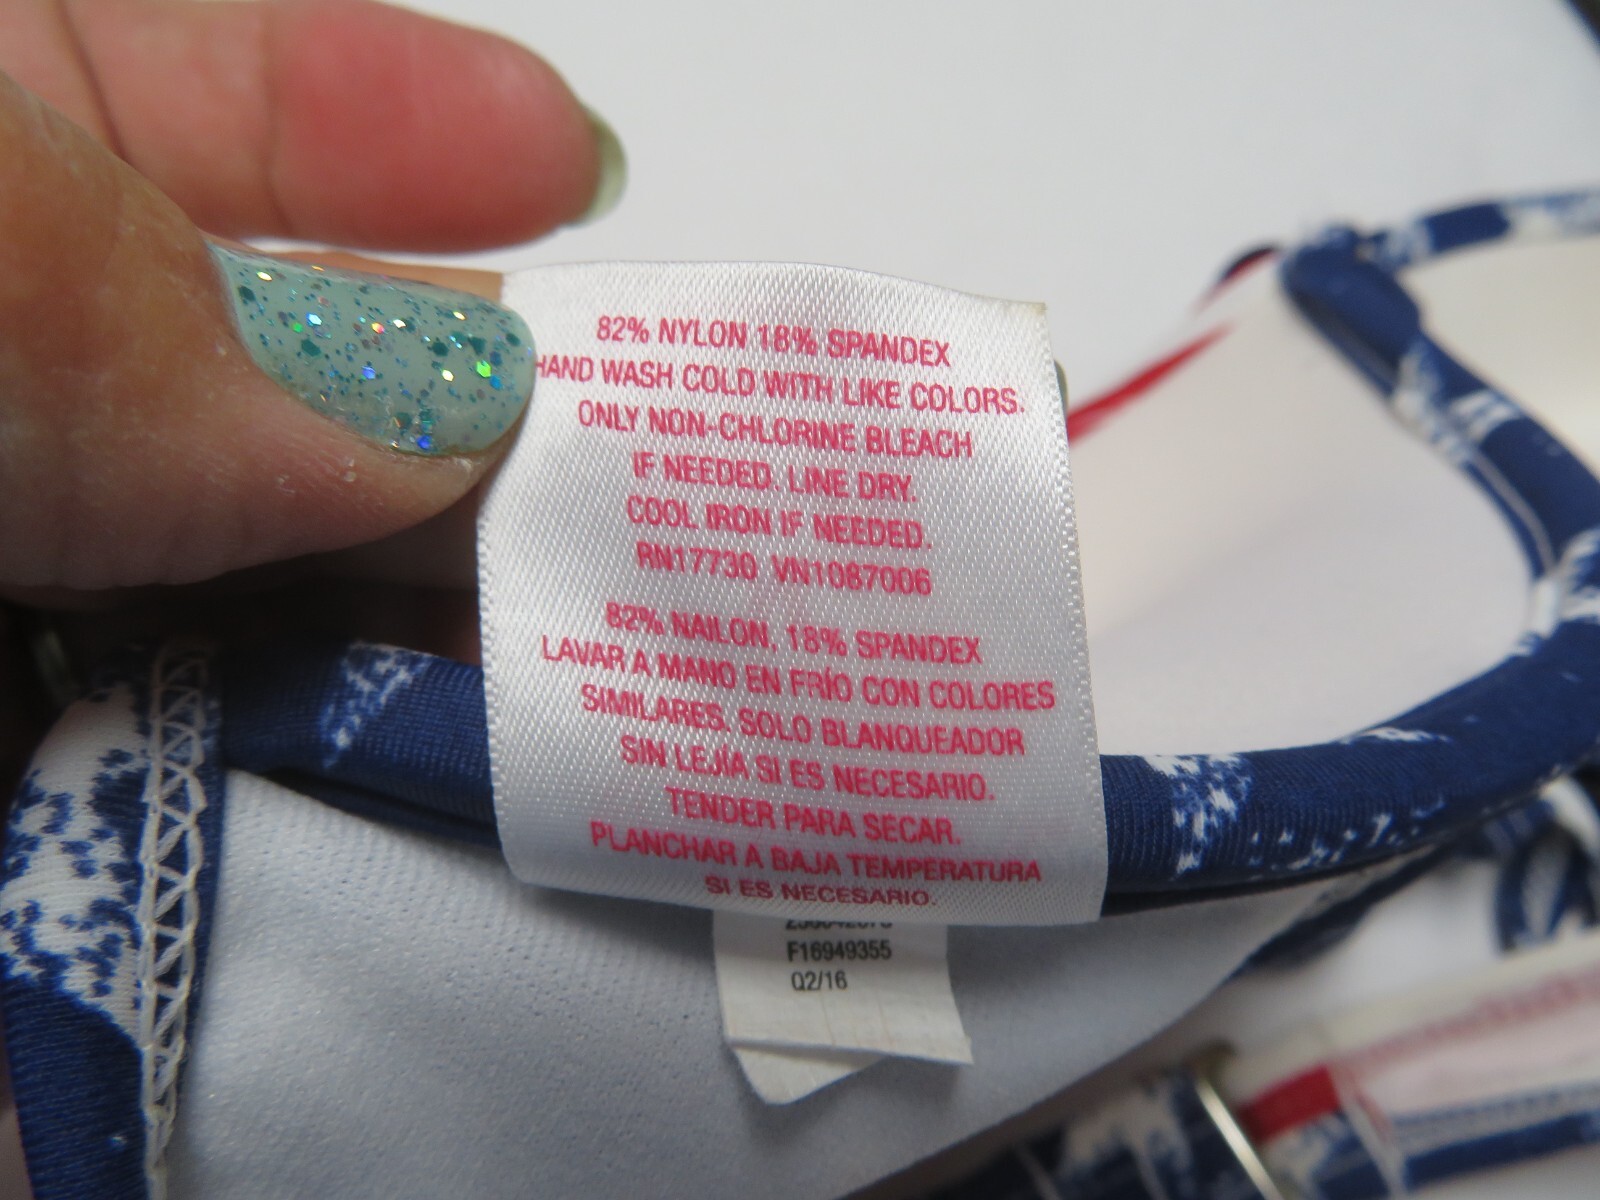 82% NYLON 18% SPANDEX
HAND WASH COLD WITH LIKE COLORS.
ONLY NON-CHLORINE BLEACH
IF NEEDED. LINE DRY.
COOL IRON IF NEEDED.
RN17730 VN1087006
82% NAILON, 18% SPANDEX
LAVAR A MANO EN FRÍO CON COLORES
SIMILARES. SOLO BLANQUEADOR
SIN LEJÍA SI ES NECESARIO.
TENDER PARA SECAR.
PLANCHAR A BAJA TEMPERATURA
SI ES NECESARIO.
F16949355
Q2/16